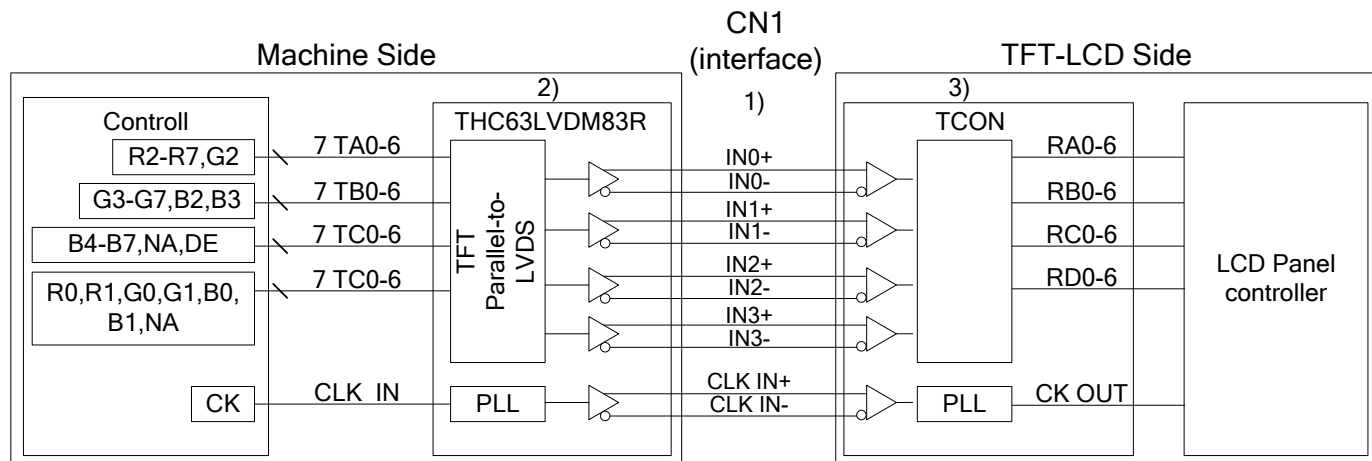 CN1
(interface)
Machine Side
TFT-LCD Side
1)
2)
3)
Controll
THC63LVDM83R
TCON
R2-R7,G2
7 TA0-6
G3-G7,B2,B3
7 TB0-6
B4-B7,NA,DE
7 TC0-6
R0,R1,G0,G1,B0,
B1,NA
7 TC0-6
TFT
Parallel-to-
LVDS
IN0+
IN0-
IN1+
IN1-
IN2+
IN2-
IN3+
IN3-
RA0-6
RB0-6
RC0-6
RD0-6
LCD Panel
controller
CK
CLK IN
PLL
CLK IN+
CLK IN-
PLL
CK OUT